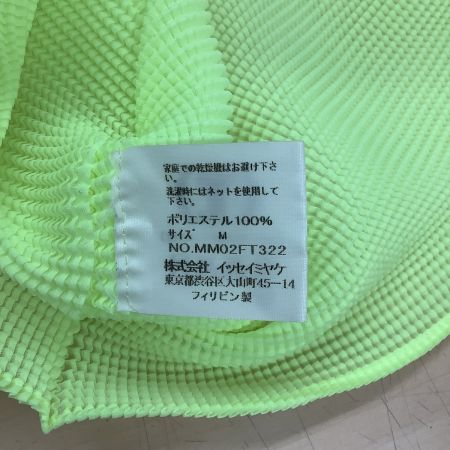 家庭での乾燥機はお避け下さ
い。
洗濯時にはネットを使用して
下さい。
ポリエステル100%
サイズ M
NO.MM02FT322
株式会社 イッセイミヤケ
東京都渋谷区大山町45-14
フィリピン製